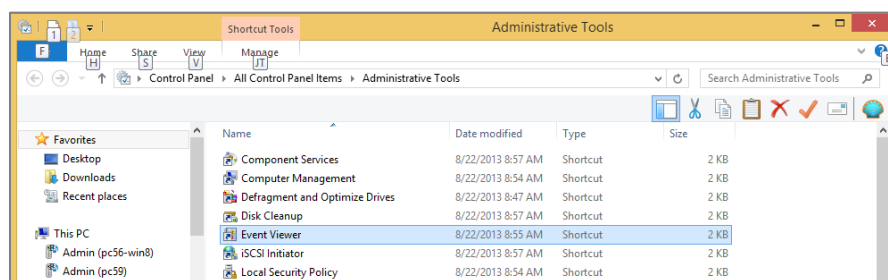 1 2 Shortcut Tools Administrative Tools
F Home Share View Manage
H S V JT E
Control Panel All Control Panel Items Administrative Tools Search Administrative Tools
Favorites Name Date modified Type Size
Desktop Component Services 8/22/2013 8:57 AM Shortcut 2 KB
Downloads Computer Management 8/22/2013 8:54 AM Shortcut 2 KB
Recent places Defragment and Optimize Drives 8/22/2013 8:47 AM Shortcut 2 KB
Disk Cleanup 8/22/2013 8:57 AM Shortcut 2 KB
This PC Event Viewer 8/22/2013 8:55 AM Shortcut 2 KB
Admin (pc56-win8) iSCSI Initiator 8/22/2013 8:57 AM Shortcut 2 KB
Admin (pc59) Local Security Policy 8/22/2013 8:54 AM Shortcut 2 KB